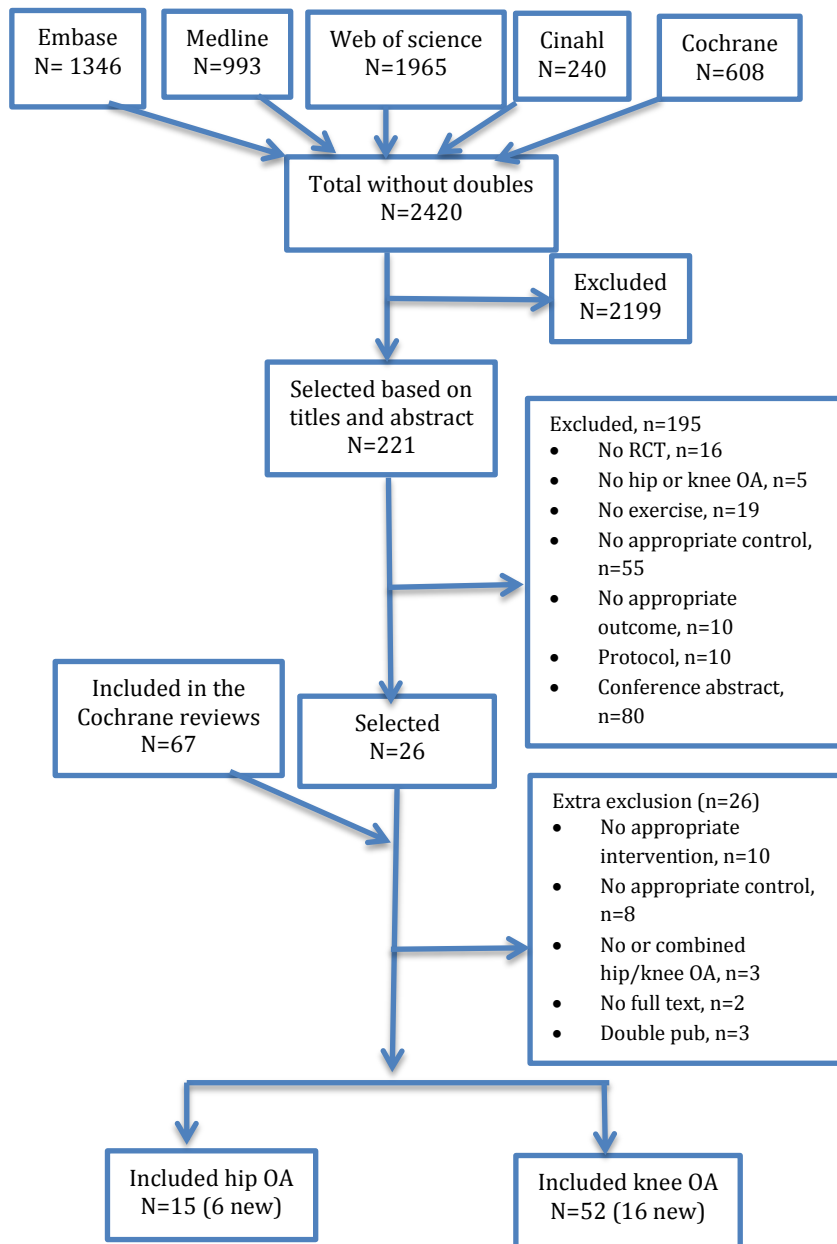 Embase
N= 1346
Medline
N=993
Web of science
N=1965
Cinahl
N=240
Cochrane
N=608
Total without doubles
N=2420
Excluded
N=2199
Selected based on
titles and abstract
N=221
Excluded, n=195
• No RCT, n=16
• No hip or knee OA, n=5
• No exercise, n=19
• No appropriate control,
n=55
• No appropriate
outcome, n=10
• Protocol, n=10
• Conference abstract,
n=80
Included in the
Cochrane reviews
N=67
Selected
N=26
Extra exclusion (n=26)
• No appropriate
intervention, n=10
• No appropriate control,
n=8
• No or combined
hip/knee OA, n=3
• No full text, n=2
• Double pub, n=3
Included hip OA
N=15 (6 new)
Included knee OA
N=52 (16 new)